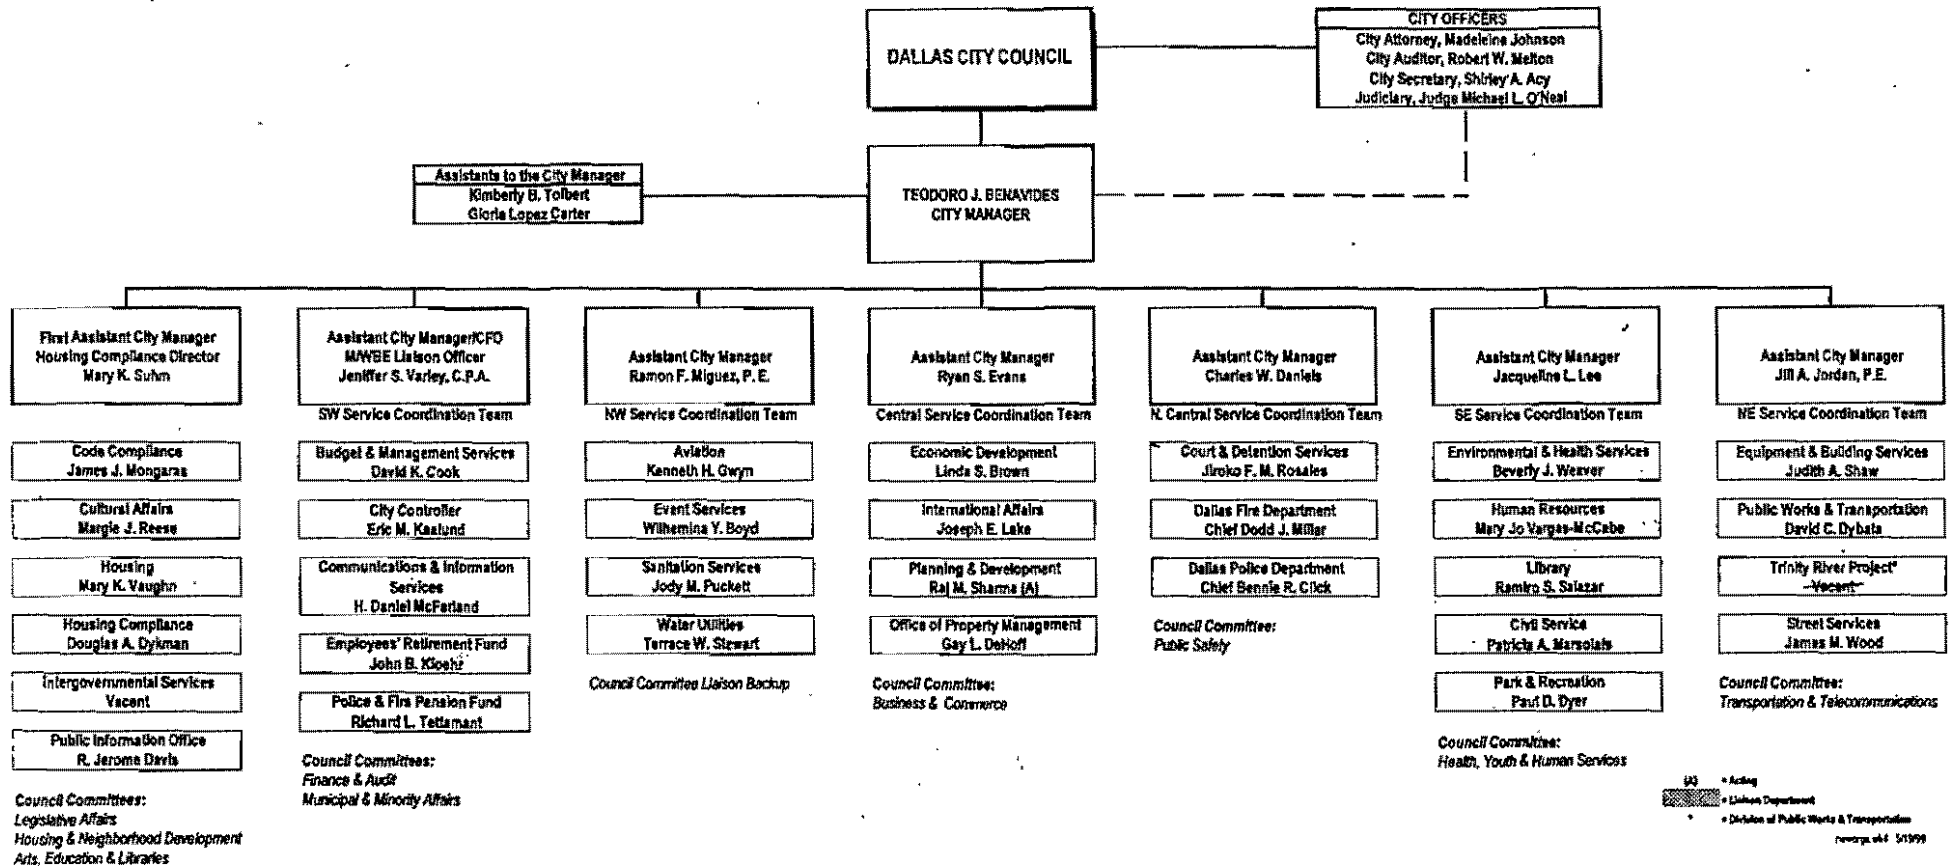 DALLAS CITY COUNCIL
CITY OFFICERS
City Attorney, Madeleine Johnson
City Auditor, Robert W. Melton
City Secretary, Shirley A. Acy
Judiciary, Judge Michael L. O'Neal
Assistants to the City Manager
Kimberly B. Tolbert
Gloria Lopez Carter
TEODORO J. BENAVIDES
CITY MANAGER
First Assistant City Manager
Housing Compliance Director
Mary K. Suhm
Code Compliance
James J. Mongaras
Cultural Affairs
Margie J. Reese
Housing
Mary K. Vaughn
Housing Compliance
Douglas A. Dykman
Intergovernmental Services
Vacant
Public Information Office
R. Jerome Davis
Council Committees:
Legislative Affairs
Housing & Neighborhood Development
Arts, Education & Libraries
Assistant City Manager/CFO
M/WBE Liaison Officer
Jeniffer S. Varley, C.P.A.
SW Service Coordination Team
Budget & Management Services
David K. Cook
City Controller
Eric M. Kaalund
Communications & Information
Services
H. Daniel McFarland
Employees' Retirement Fund
John B. Kloehr
Police & Fire Pension Fund
Richard L. Tettamant
Council Committees:
Finance & Audit
Municipal & Minority Affairs
Assistant City Manager
Ramon F. Miguez, P. E.
NW Service Coordination Team
Aviation
Kenneth H. Gwyn
Event Services
Wilhemina Y. Boyd
Sanitation Services
Jody M. Puckett
Water Utilities
Terrace W. Stewart
Council Committee Liaison Backup
Assistant City Manager
Ryan S. Evans
Central Service Coordination Team
Economic Development
Linda S. Brown
International Affairs
Joseph E. Lake
Planning & Development
Raj M. Sharma (A)
Office of Property Management
Gay L. DeHoff
Council Committee:
Business & Commerce
Assistant City Manager
Charles W. Daniels
N. Central Service Coordination Team
Court & Detention Services
Jiroko F. M. Rosales
Dallas Fire Department
Chief Dodd J. Miller
Dallas Police Department
Chief Bennie R. Click
Council Committee:
Public Safety
Assistant City Manager
Jacqueline L. Lee
SE Service Coordination Team
Environmental & Health Services
Beverly J. Weaver
Human Resources
Mary Jo Vargas-McCabe
Library
Ramiro S. Salazar
Civil Service
Patricia A. Marsolais
Park & Recreation
Paul D. Dyer
Council Committee:
Health, Youth & Human Services
Assistant City Manager
Jill A. Jordan, P.E.
NE Service Coordination Team
Equipment & Building Services
Judith A. Shaw
Public Works & Transportation
David C. Dybala
Trinity River Project*
Vacant
Street Services
James M. Wood
Council Committee:
Transportation & Telecommunications
(A) = Acting
= Liaison Department
* = Division of Public Works & Transportation
5/19/99